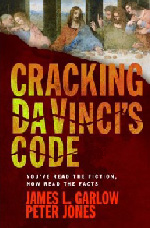 CRACKING
DA VINCI'S
CODE
YOU'VE READ THE FICTION,
NOW READ THE FACTS
JAMES L. GARLOW
PETER JONES